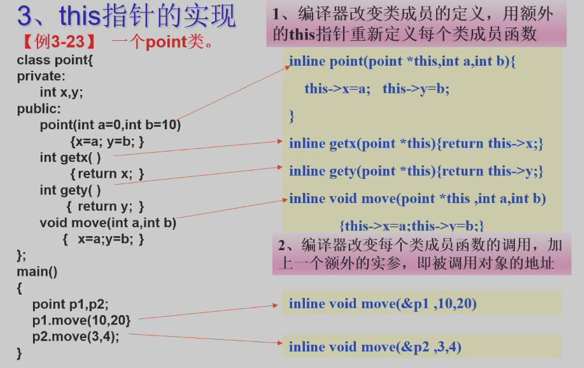 3、this指针的实现
【例3-23】 一个point类。
class point{
private:
int x,y;
public:
point(int a=0,int b=10)
{x=a; y=b; }
int getx( )
{return x; }
int gety( )
{ return y; }
void move(int a,int b)
{ x=a;y=b; }
};
main()
{
point p1,p2;
p1.move(10,20}
p2.move(3,4);
}
1、编译器改变类成员的定义，用额外
的this指针重新定义每个类成员函数
inline point(point *this,int a,int b){
this->x=a; this->y=b;
}
inline getx(point *this){return this->x;}
inline gety(point *this){return this->y;}
inline void move(point *this ,int a,int b)
{this->x=a;this->y=b;}
2、编译器改变每个类成员函数的调用，加
上一个额外的实参，即被调用对象的地址
inline void move(&p1 ,10,20)
inline void move(&p2 ,3,4)